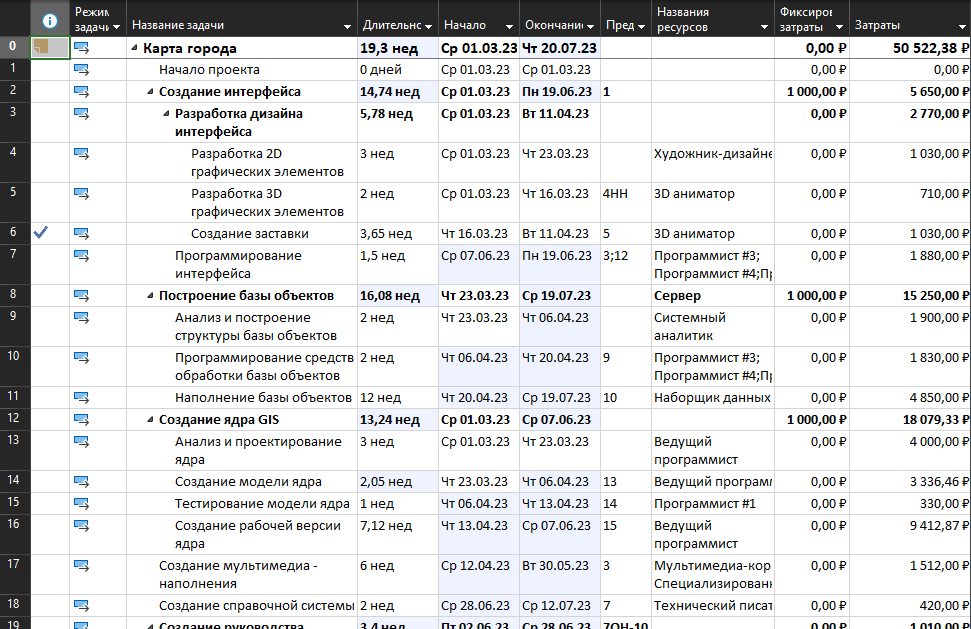 Режим задачи Название задачи Длительнс Начало Окончани Пред Названия ресурсов Фиксиров затраты Затраты
0 Карта города 19,3 нед Ср 01.03.23 Чт 20.07.23 0,00 ₽ 50 522,38 ₽
1 Начало проекта 0 дней Ср 01.03.23 Ср 01.03.23 0,00 ₽ 0,00 ₽
2 Создание интерфейса 14,74 нед Ср 01.03.23 Пн 19.06.23 1 1 000,00 ₽ 5 650,00 ₽
3 Разработка дизайна 5,78 нед Ср 01.03.23 Вт 11.04.23 0,00 ₽ 2 770,00 ₽
интерфейса
4 Разработка 2D 3 нед Ср 01.03.23 Чт 23.03.23 Художник-дизайне 0,00 ₽ 1 030,00 ₽
графических элементов
5 Разработка 3D 2 нед Ср 01.03.23 Чт 16.03.23 4НН 3D аниматор 0,00 ₽ 710,00 ₽
графических элементов
6 Создание заставки 3,65 нед Чт 16.03.23 Вт 11.04.23 5 3D аниматор 0,00 ₽ 1 030,00 ₽
7 Программирование 1,5 нед Ср 07.06.23 Пн 19.06.23 3;12 Программист #3; 0,00 ₽ 1 880,00 ₽
интерфейса Программист #4;Пр
8 Построение базы объектов 16,08 нед Чт 23.03.23 Ср 19.07.23 Сервер 1 000,00 ₽ 15 250,00 ₽
9 Анализ и построение 2 нед Чт 23.03.23 Чт 06.04.23 Системный 0,00 ₽ 1 900,00 ₽
структуры базы объектов аналитик
10 Программирование средств 2 нед Чт 06.04.23 Чт 20.04.23 9 Программист #3; 0,00 ₽ 1 830,00 ₽
обработки базы объектов Программист #4;Пр
11 Наполнение базы объектов 12 нед Чт 20.04.23 Ср 19.07.23 10 Наборщик данных 0,00 ₽ 4 850,00 ₽
12 Создание ядра GIS 13,24 нед Ср 01.03.23 Ср 07.06.23 1 000,00 ₽ 18 079,33 ₽
13 Анализ и проектирование 3 нед Ср 01.03.23 Чт 23.03.23 Ведущий 0,00 ₽ 4 000,00 ₽
ядра программист
14 Создание модели ядра 2,05 нед Чт 23.03.23 Чт 06.04.23 13 Ведущий программ 0,00 ₽ 3 336,46 ₽
15 Тестирование модели ядра 1 нед Чт 06.04.23 Чт 13.04.23 14 Программист #1 0,00 ₽ 330,00 ₽
16 Создание рабочей версии 7,12 нед Чт 13.04.23 Ср 07.06.23 15 Ведущий 0,00 ₽ 9 412,87 ₽
ядра программист
17 Создание мультимедиа - 6 нед Ср 12.04.23 Вт 30.05.23 3 Мультимедиа-кор 0,00 ₽ 1 512,00 ₽
наполнения Специализирован
18 Создание справочной системы 2 нед Ср 28.06.23 Ср 12.07.23 7 Технический писат 0,00 ₽ 420,00 ₽
19 Создание руководства 3,4 нед Пт 02.06.23 Ср 28.06.23 7ОН-10 0,00 ₽ 1 010,00 ₽